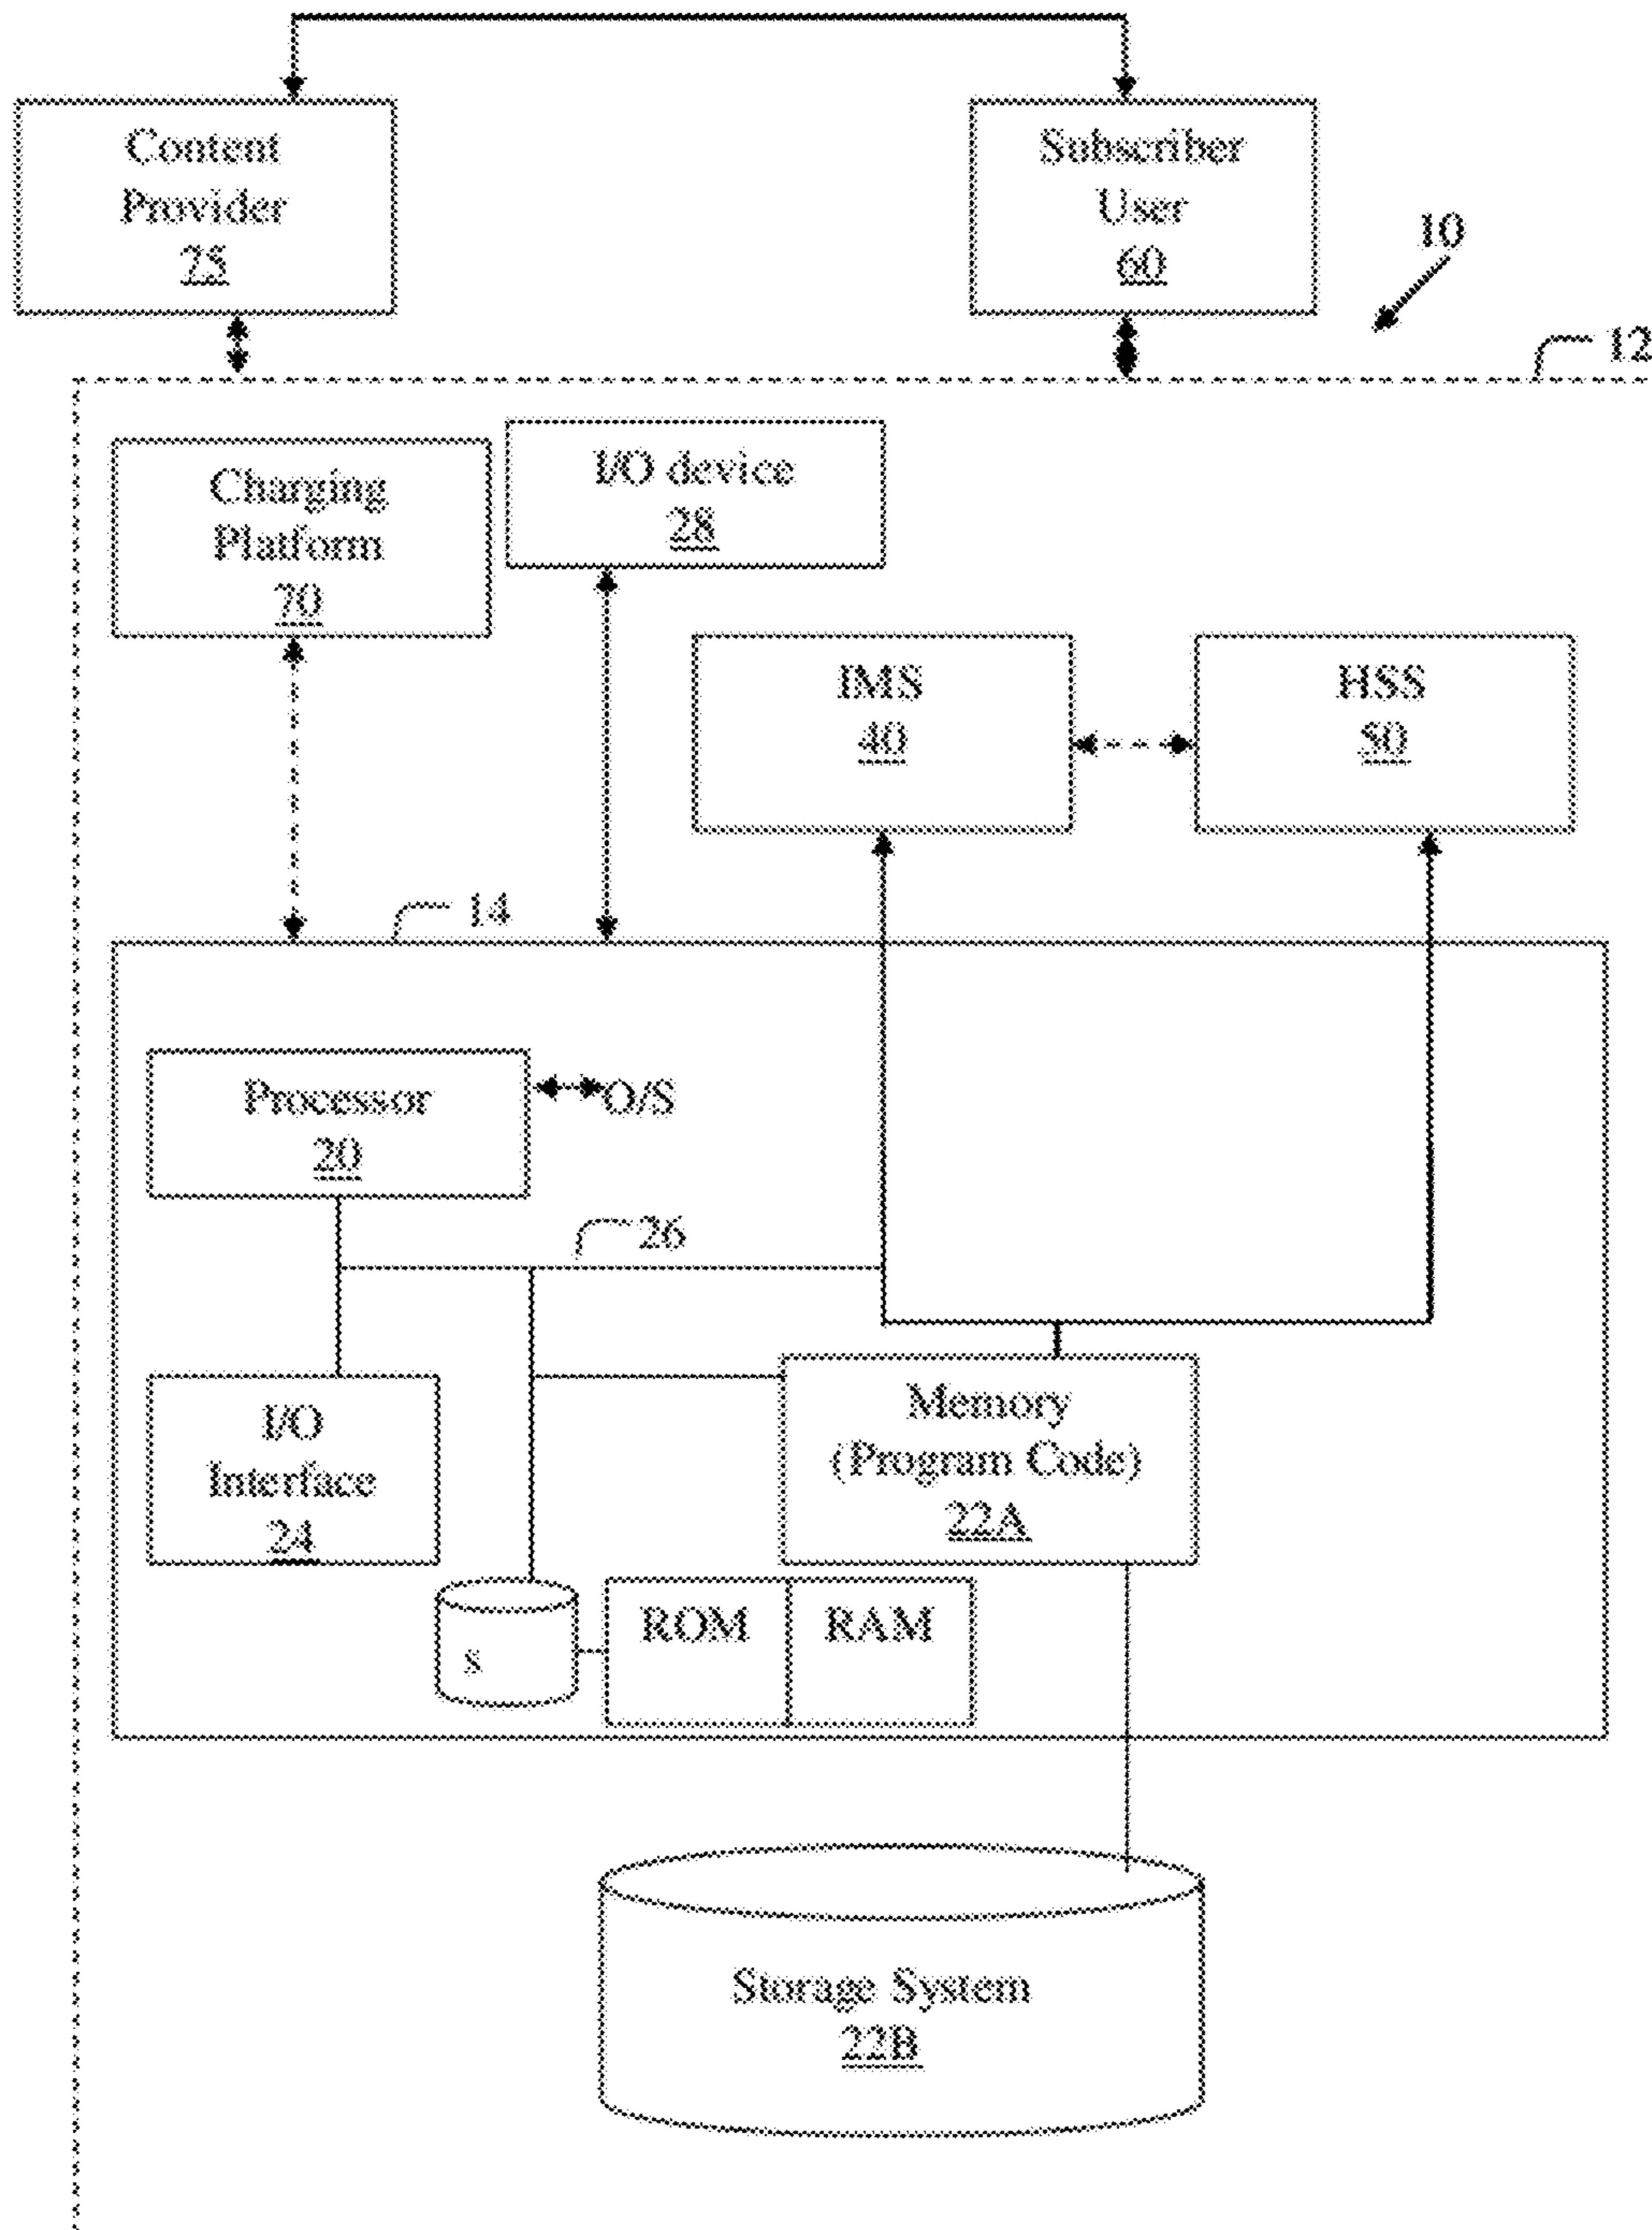 Content
Provider
75
Subscriber
User
60
10
12
Charging
Platform
70
I/O device
28
IMS
40
HSS
50
14
Processor
20
O/S
26
I/O
Interface
24
Memory
(Program Code)
22A
S
ROM
RAM
Storage System
22B